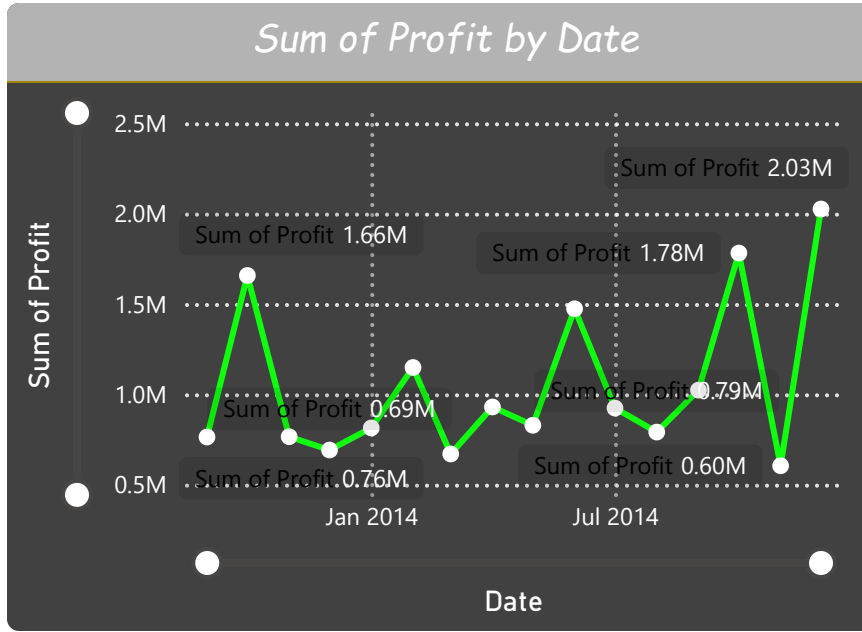 Sum of Profit by Date
Sum of Profit
2.5M
2.0M
1.5M
1.0M
0.5M
Sum of Profit 2.03M
Sum of Profit 1.66M
Sum of Profit 1.78M
Sum of Profit 0.79M
Sum of Profit 0.69M
Sum of Profit 0.60M
Sum of Profit 0.76M
Jan 2014
Jul 2014
Date